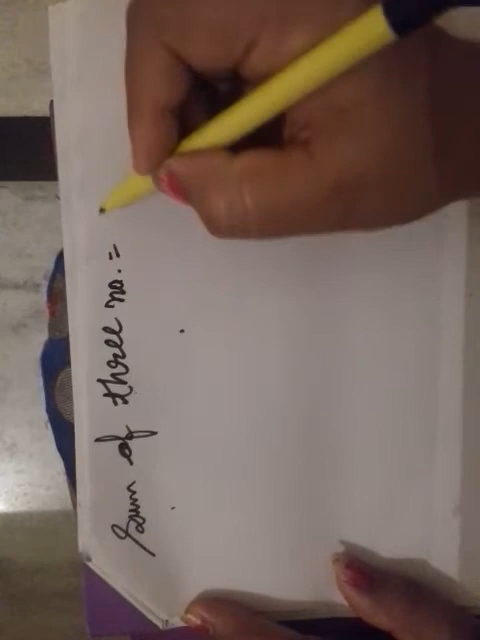 Sum of three no. =